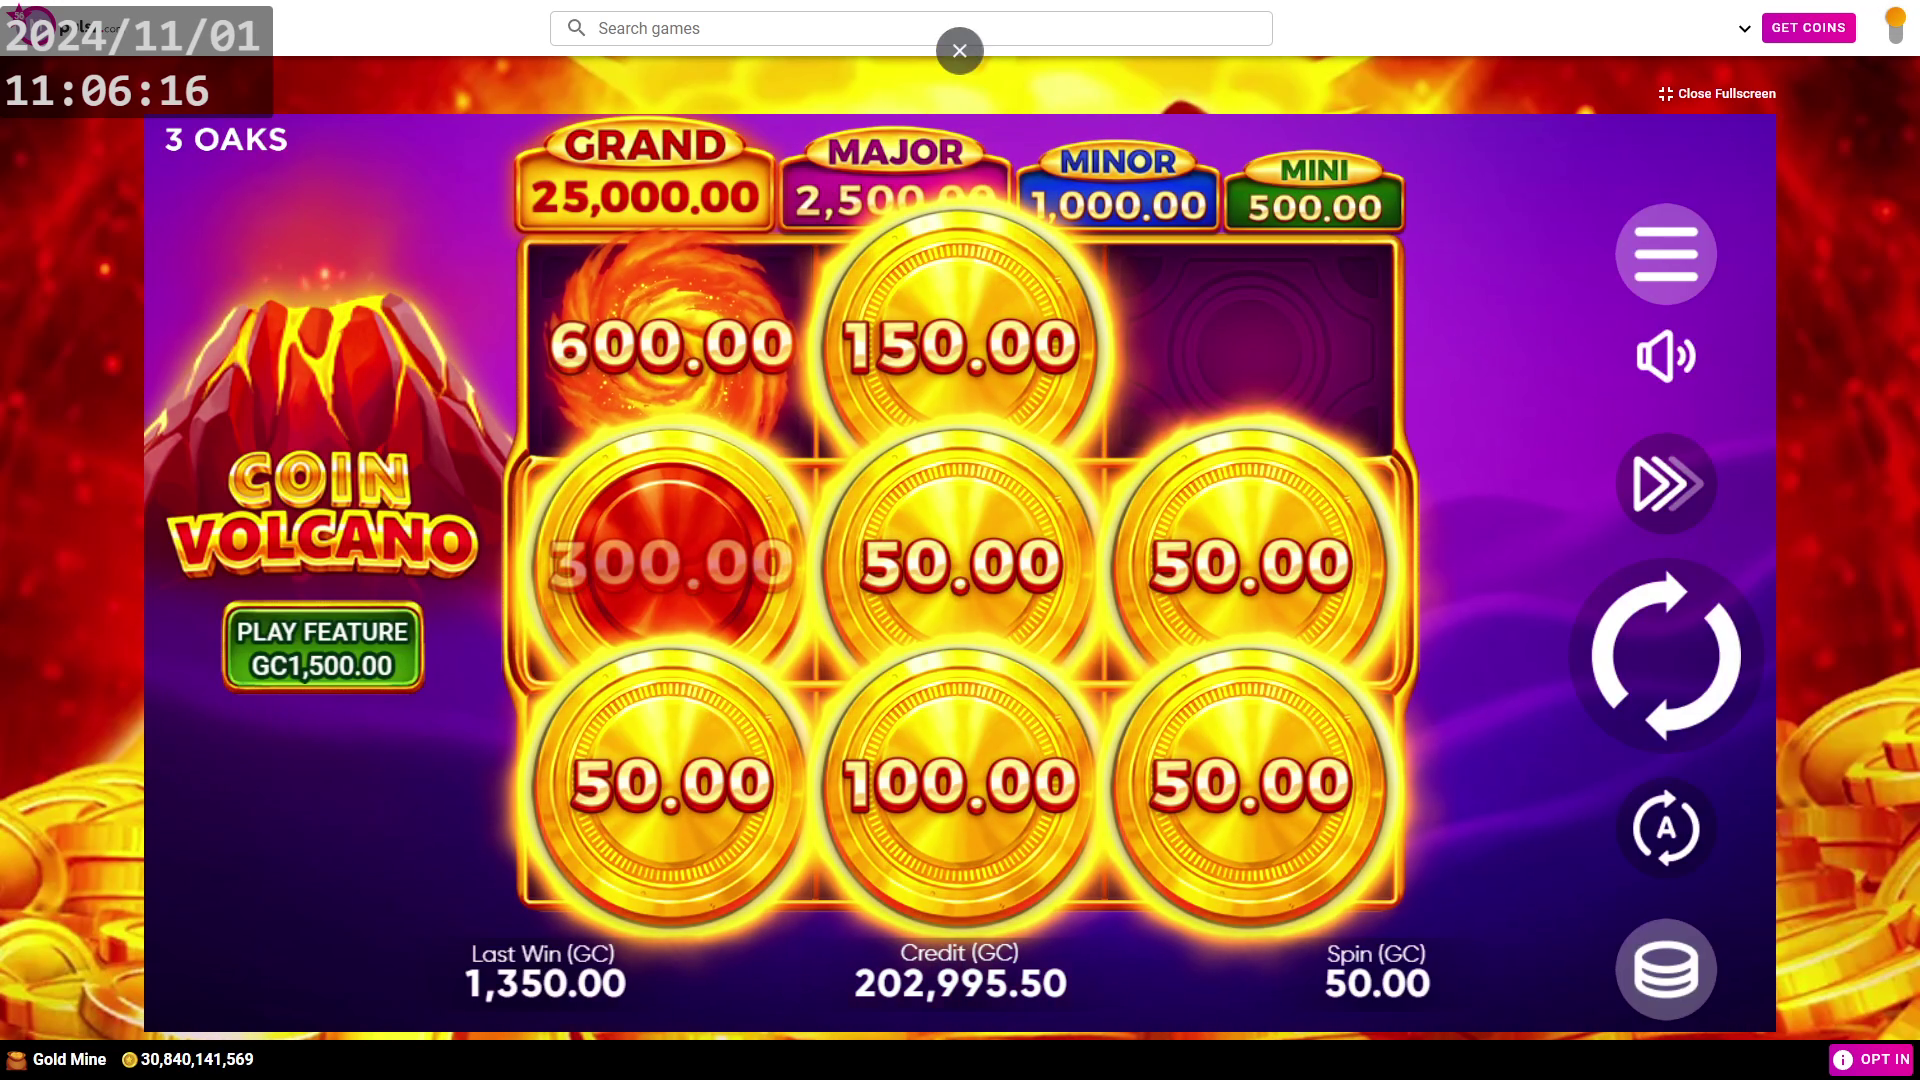 2024/11/01
11:06:16
Search games
GET COINS
Close Fullscreen
3 OAKS
GRAND
25,000.00
MAJOR
2,500.00
MINOR
1,000.00
MINI
500.00
600.00
150.00
300.00
50.00
50.00
50.00
100.00
50.00
COIN
VOLCANO
PLAY FEATURE
GC1,500.00
A
Last Win (GC)
1,350.00
Credit (GC)
202,995.50
Spin (GC)
50.00
Gold Mine
30,840,141,569
OPT IN